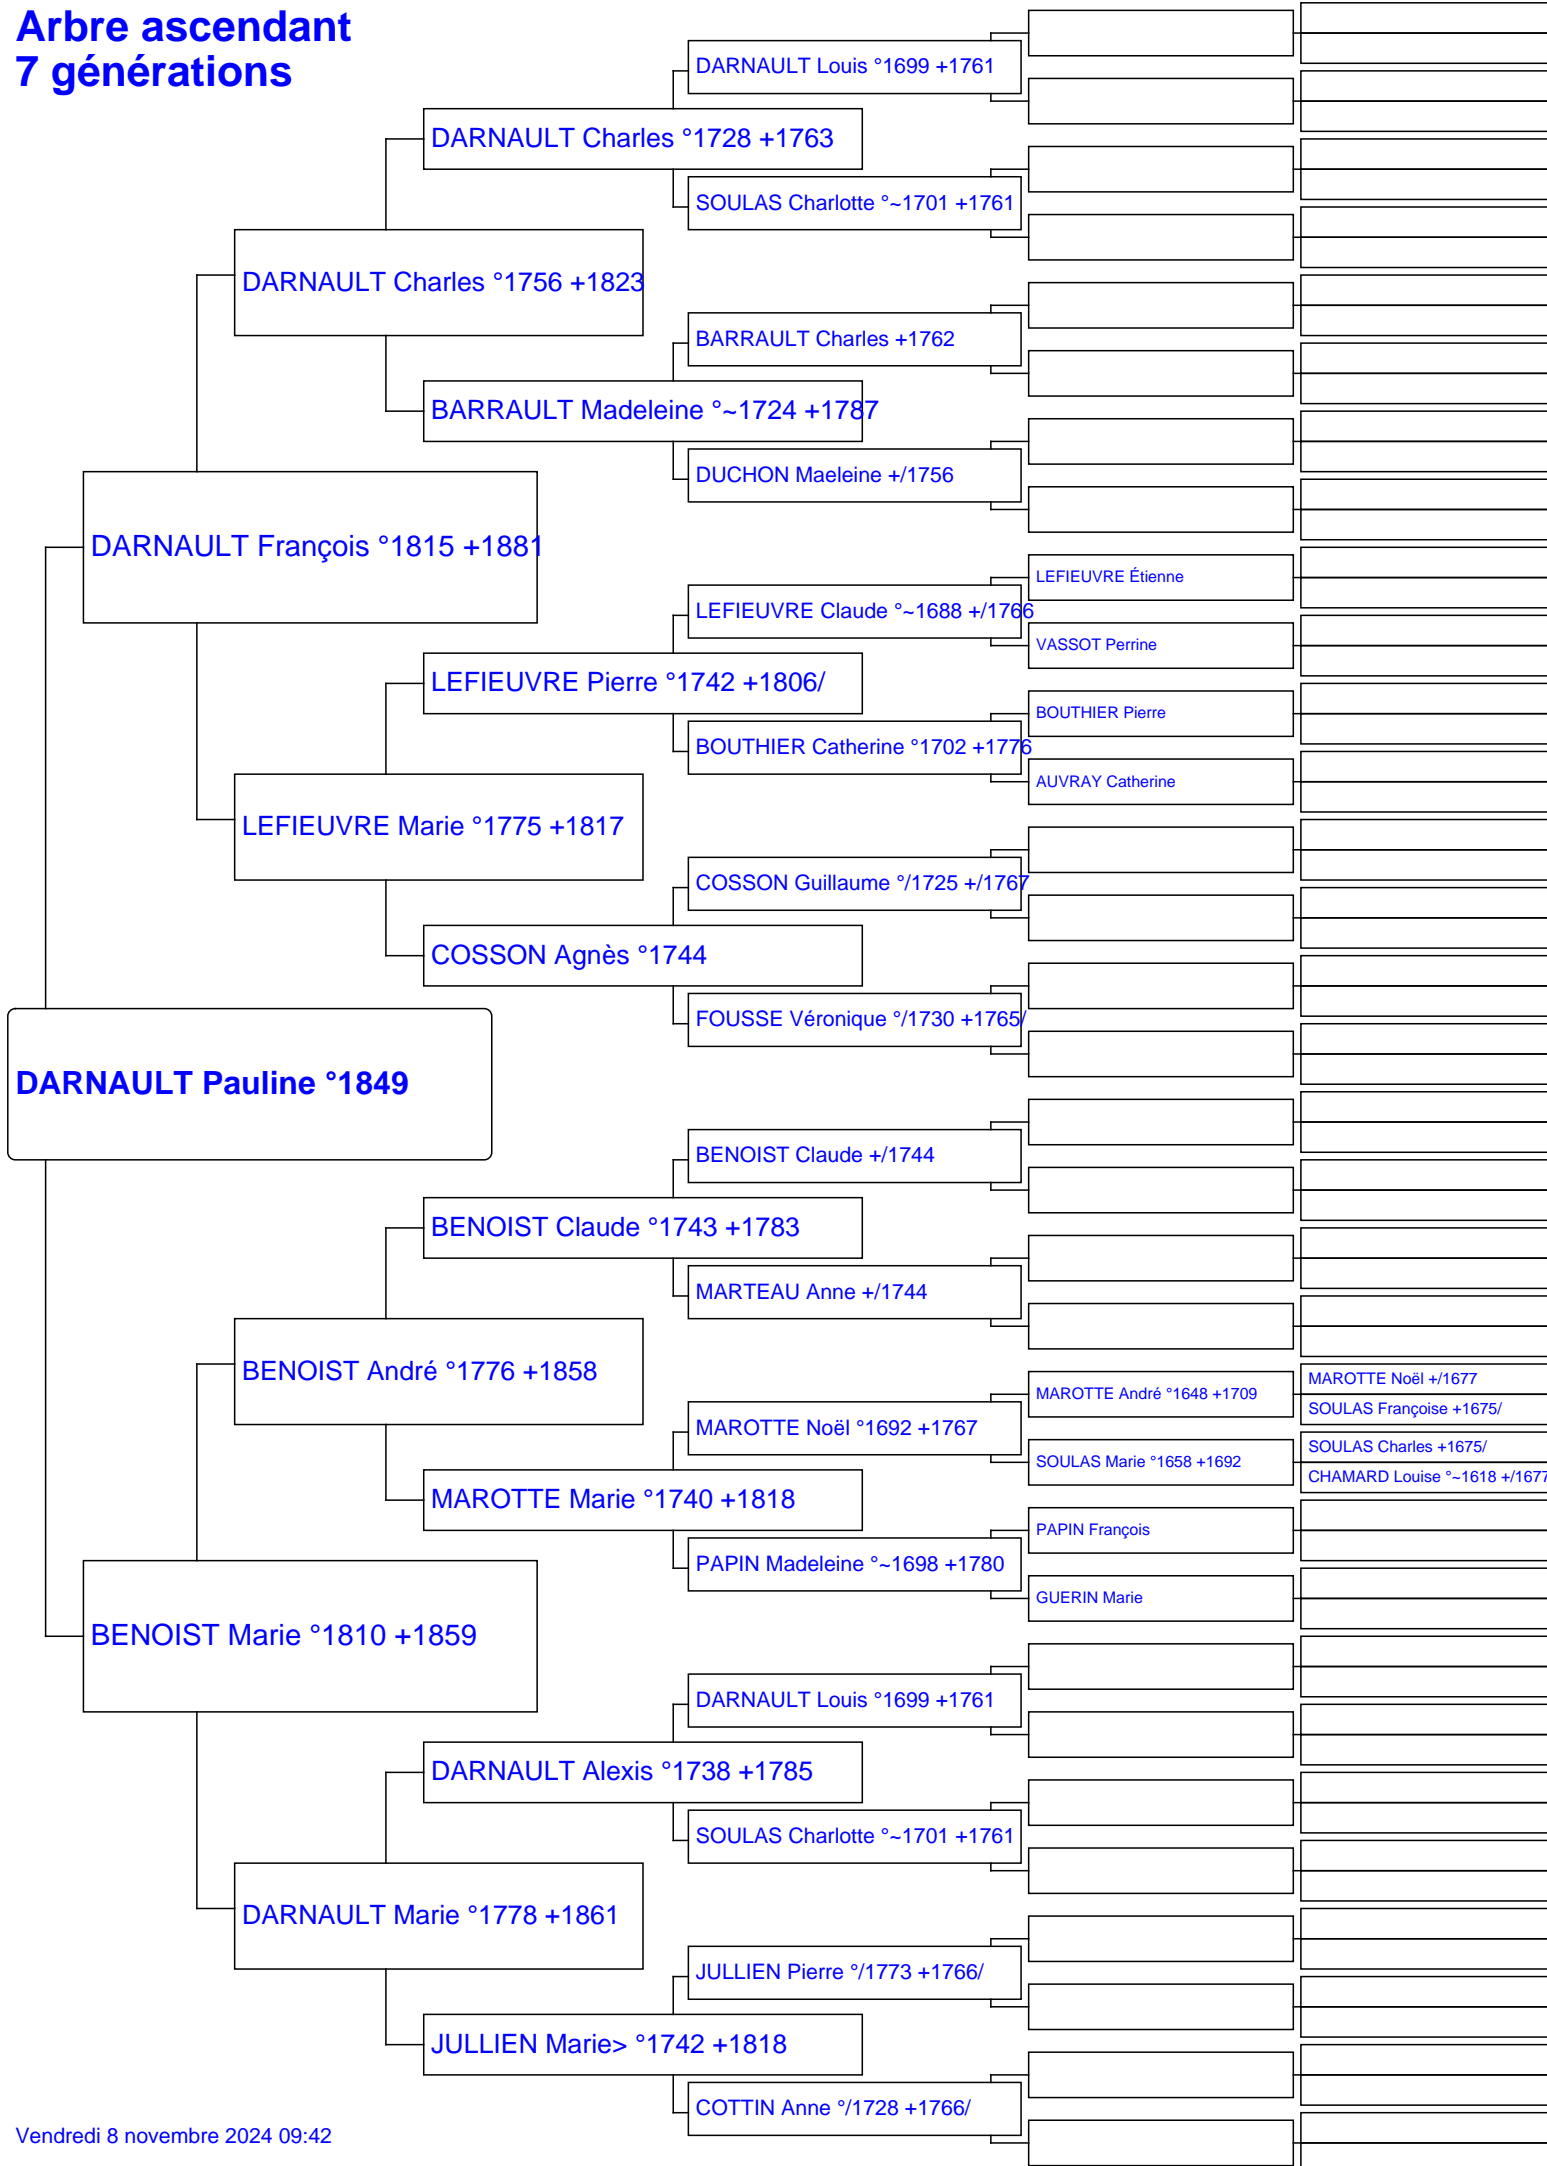 Arbre ascendant
7 générations
DARNAULT Louis °1699 +1761
DARNAULT Charles °1728 +1763
SOULAS Charlotte °~1701 +1761
DARNAULT Charles °1756 +1823
BARRAULT Charles +1762
BARRAULT Madeleine °~1724 +1787
DUCHON Maeleine +/1756
DARNAULT François °1815 +1881
LEFIEUVRE Étienne
LEFIEUVRE Claude °~1688 +/1766
VASSOT Perrine
LEFIEUVRE Pierre °1742 +1806/
BOUTHIER Pierre
BOUTHIER Catherine °1702 +1776
AUVRAY Catherine
LEFIEUVRE Marie °1775 +1817
COSSON Guillaume °/1725 +/1767
COSSON Agnès °1744
FOUSSE Véronique °/1730 +1765/
DARNAULT Pauline °1849
BENOIST Claude +/1744
BENOIST Claude °1743 +1783
MARTEAU Anne +/1744
BENOIST André °1776 +1858
MAROTTE Noël +/1677
MAROTTE André °1648 +1709
SOULAS Françoise +1675/
MAROTTE Noël °1692 +1767
SOULAS Charles +1675/
SOULAS Marie °1658 +1692
CHAMARD Louise °~1618 +/1677
MAROTTE Marie °1740 +1818
PAPIN François
PAPIN Madeleine °~1698 +1780
GUERIN Marie
BENOIST Marie °1810 +1859
DARNAULT Louis °1699 +1761
DARNAULT Alexis °1738 +1785
SOULAS Charlotte °~1701 +1761
DARNAULT Marie °1778 +1861
JULLIEN Pierre °/1773 +1766/
JULLIEN Marie> °1742 +1818
COTTIN Anne °/1728 +1766/
Vendredi 8 novembre 2024 09:42